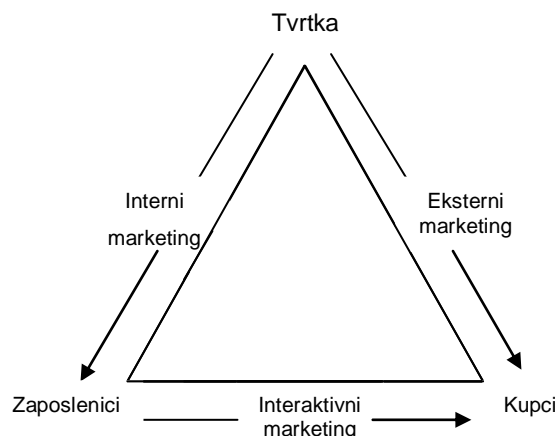 Tvrtka
Interni
marketing
Eksterni
marketing
Zaposlenici
Interaktivni
marketing
Kupci